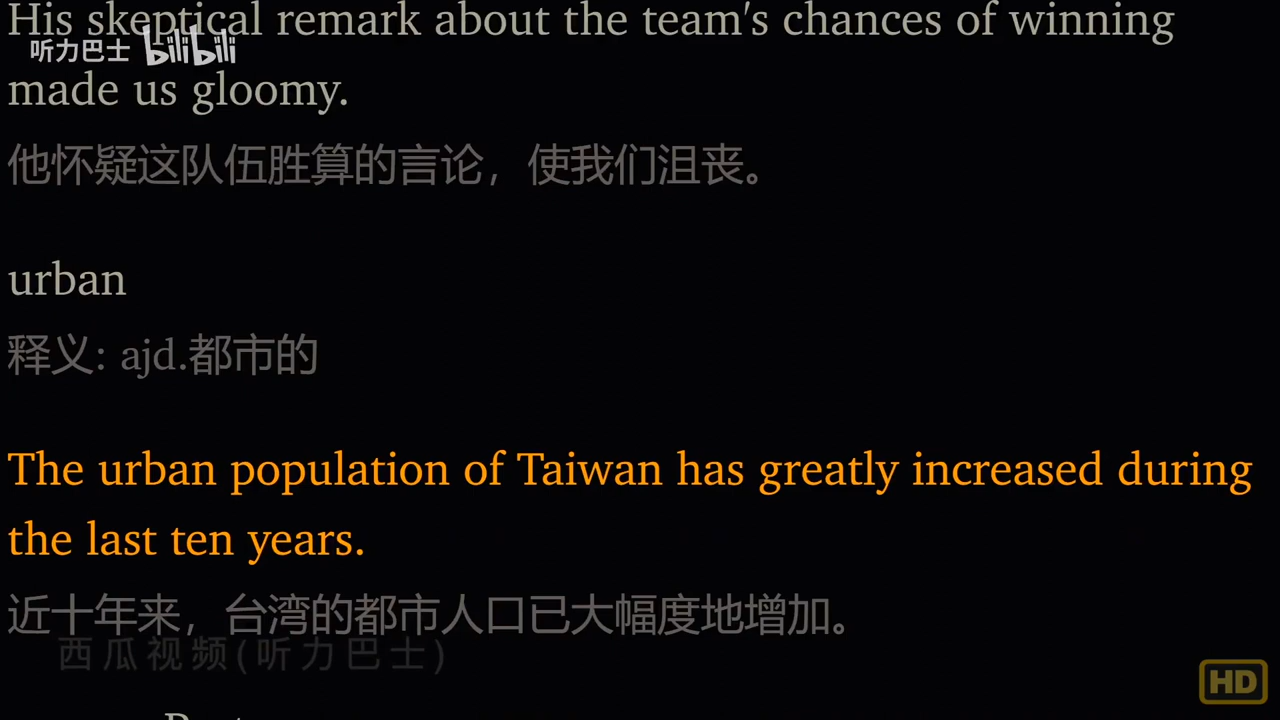 His skeptical remark about the team's chances of winning
听力巴士 bilibili
made us gloomy.
他怀疑这队伍胜算的言论，使我们沮丧。
urban
释义: ajd.都市的
The urban population of Taiwan has greatly increased during
the last ten years.
近十年来，台湾的都市人口已大幅度地增加。
西瓜视频(听力巴士)
HD